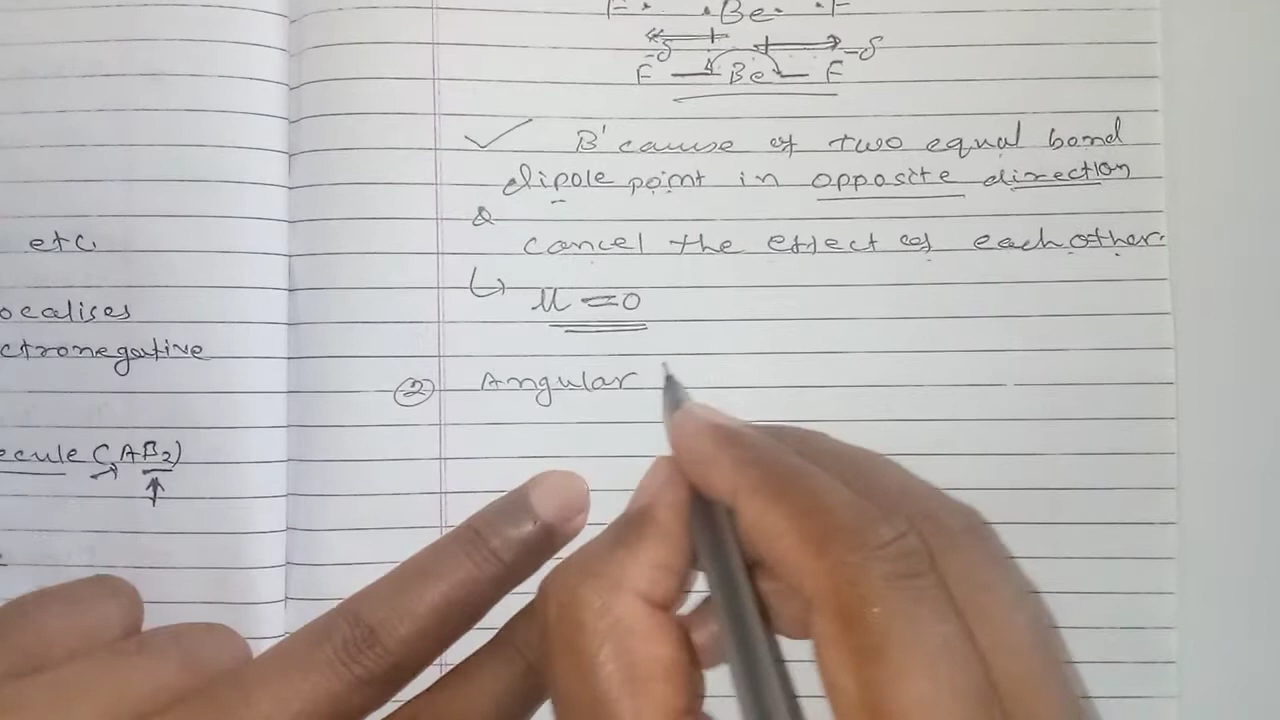 etc.
ocalises
ctronegative
ecule (AB2)
F . . Be . . F
-δ -δ
F — Be — F
✓ B'cause of two equal bond
dipole point in opposite direction
&
cancel the effect of each other.
↳ μ = 0
② Angular